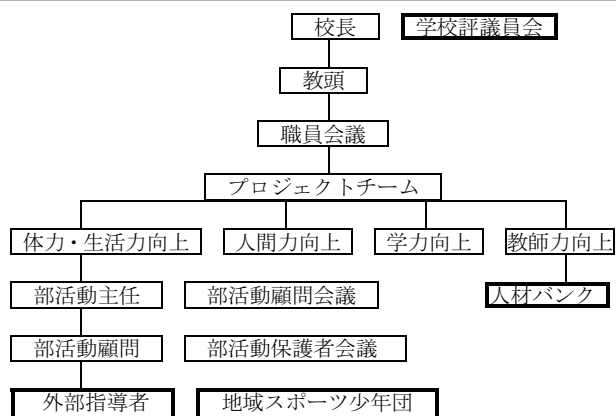 校長 学校評議員会
教頭
職員会議
プロジェクトチーム
体力・生活力向上 人間力向上 学力向上 教師力向上
部活動主任 部活動顧問会議 人材バンク
部活動顧問 部活動保護者会議
外部指導者 地域スポーツ少年団